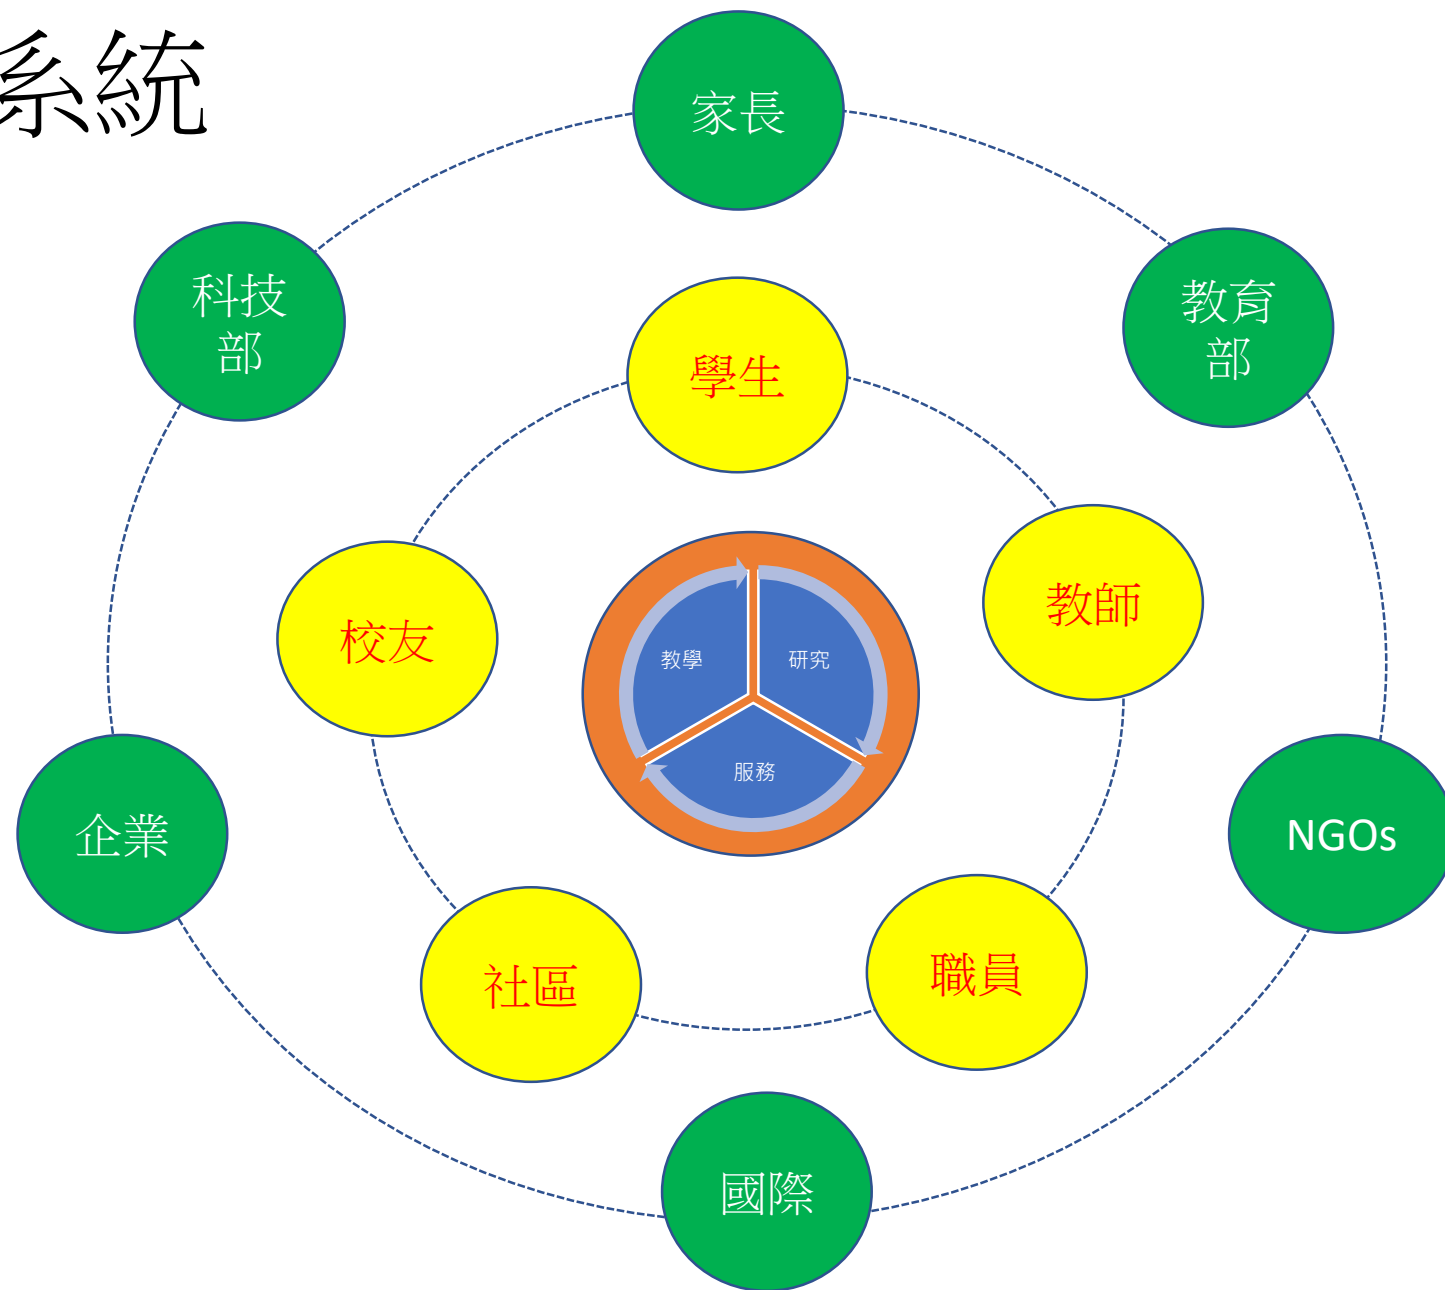 系統
家長
科技
部
教育
部
學生
教師
校友
教學
研究
服務
企業
NGOs
職員
社區
國際